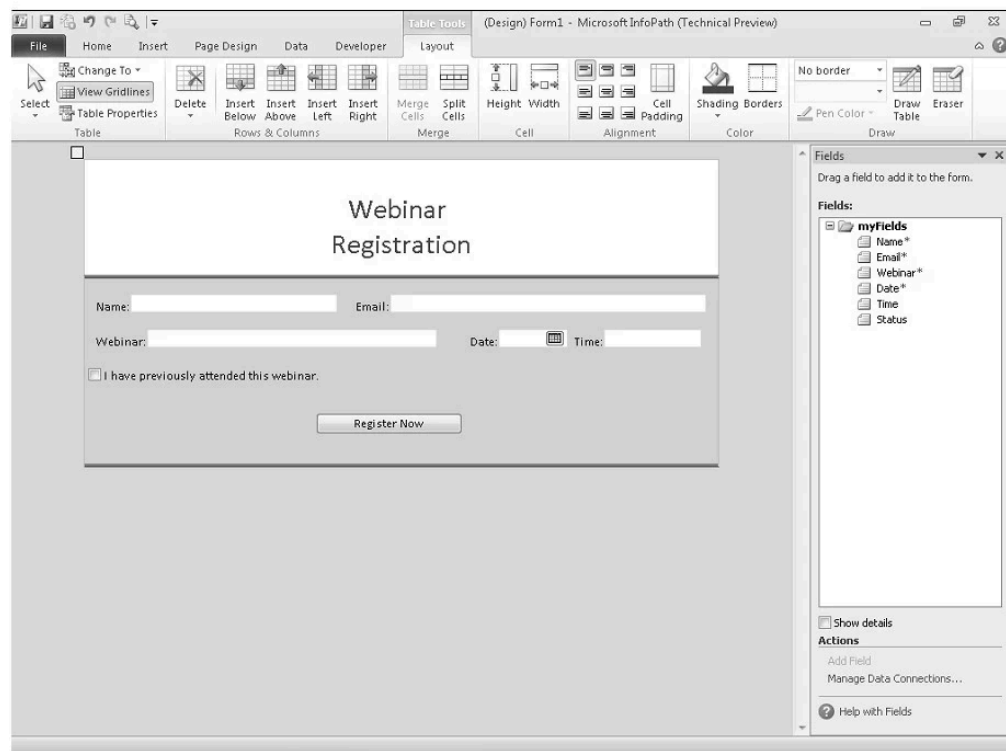 Table Tools
(Design) Form1 - Microsoft InfoPath (Technical Preview)
File Home Insert Page Design Data Developer Layout
Select
Change To
View Gridlines
Table Properties
Table
Delete
Insert Below
Insert Above
Insert Left
Insert Right
Rows & Columns
Merge Cells
Split Cells
Merge
Height Width
Cell
Cell Padding
Alignment
Shading Borders
Color
No border
Pen Color
Draw Table
Eraser
Draw
Webinar
Registration
Name: Email:
Webinar: Date: Time:
I have previously attended this webinar.
Register Now
Fields
Drag a field to add it to the form.
Fields:
myFields
Name*
Email*
Webinar*
Date*
Time
Status
Show details
Actions
Add Field
Manage Data Connections...
Help with Fields